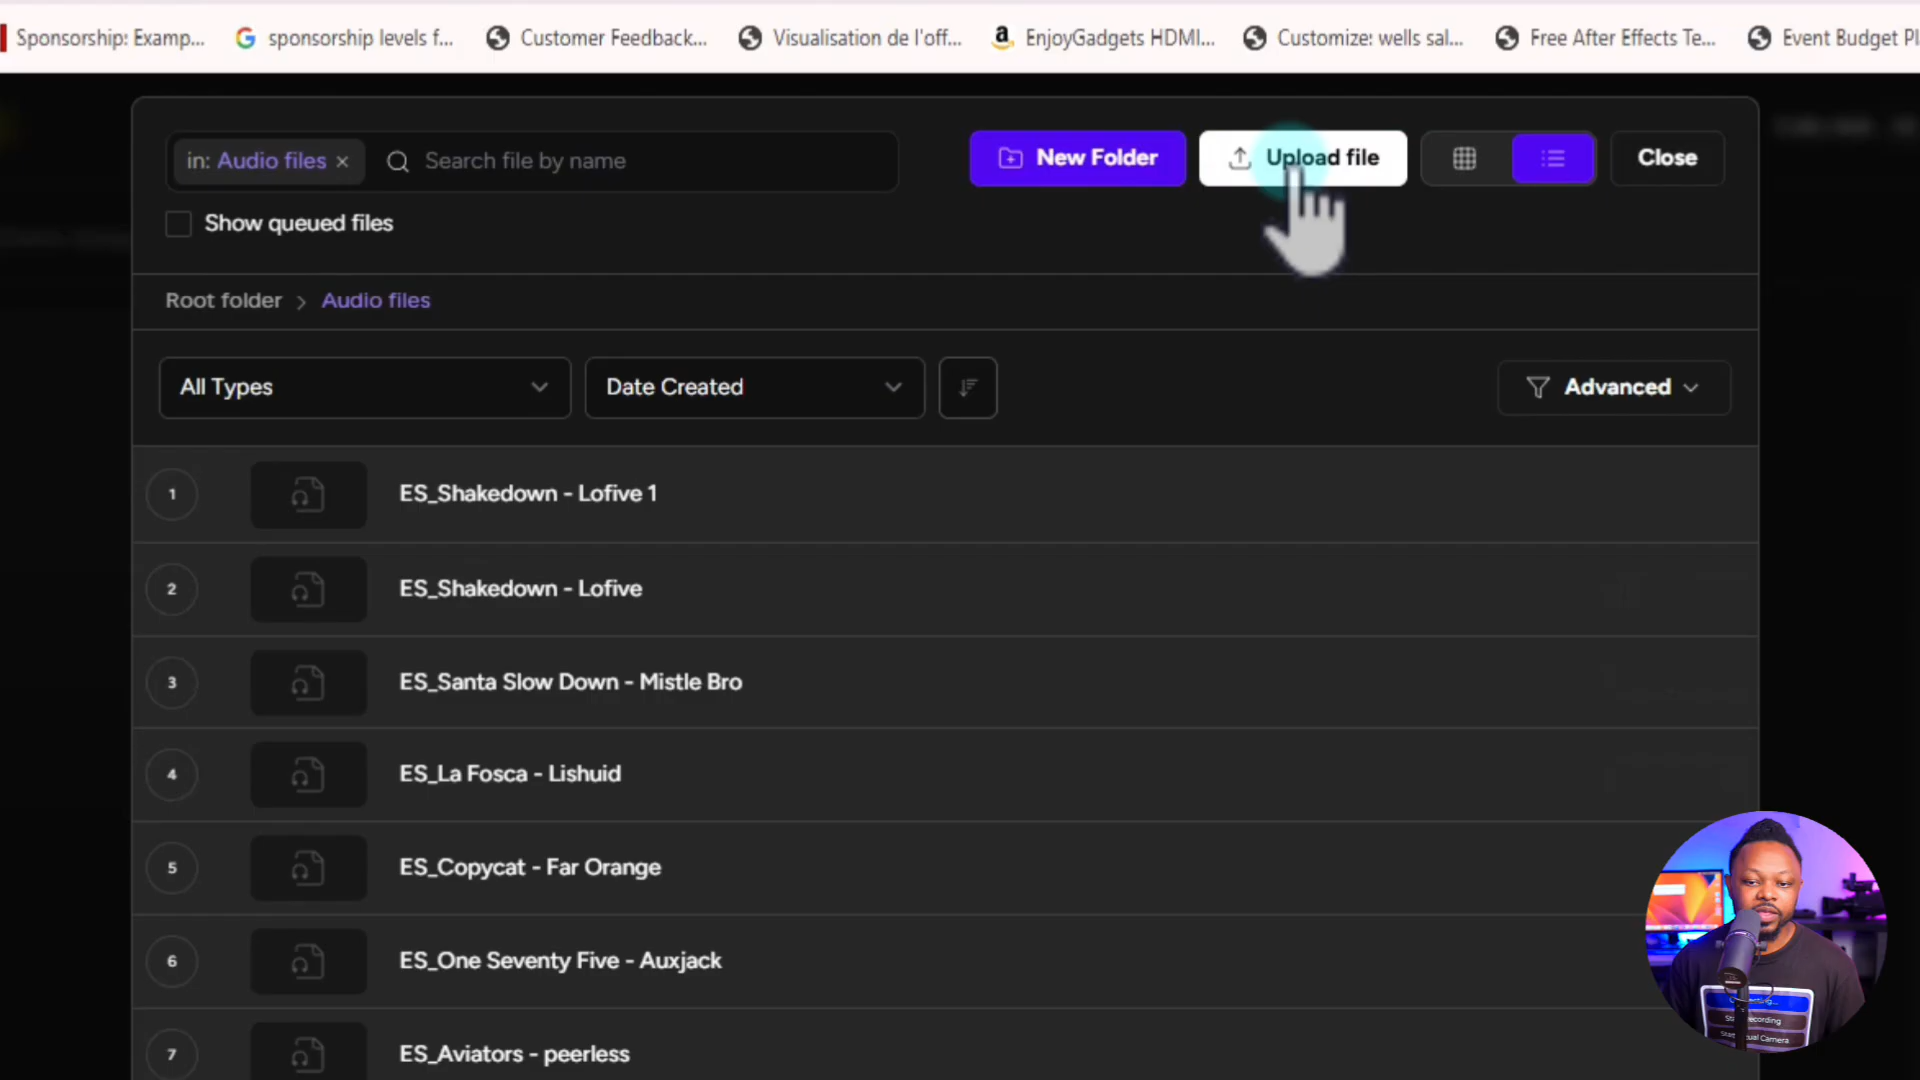 Sponsorship: Examp...
sponsorship levels f...
Customer Feedback...
Visualisation de l'off...
EnjoyGadgets HDMI...
Customize: wells sal...
Free After Effects Te...
Event Budget Pl
in: Audio files ×
Search file by name
New Folder
Upload file
Close
Show queued files
Root folder > Audio files
All Types
Date Created
Advanced
1 ES_Shakedown - Lofive 1
2 ES_Shakedown - Lofive
3 ES_Santa Slow Down - Mistle Bro
4 ES_La Fosca - Lishuid
5 ES_Copycat - Far Orange
6 ES_One Seventy Five - Auxjack
7 ES_Aviators - peerless